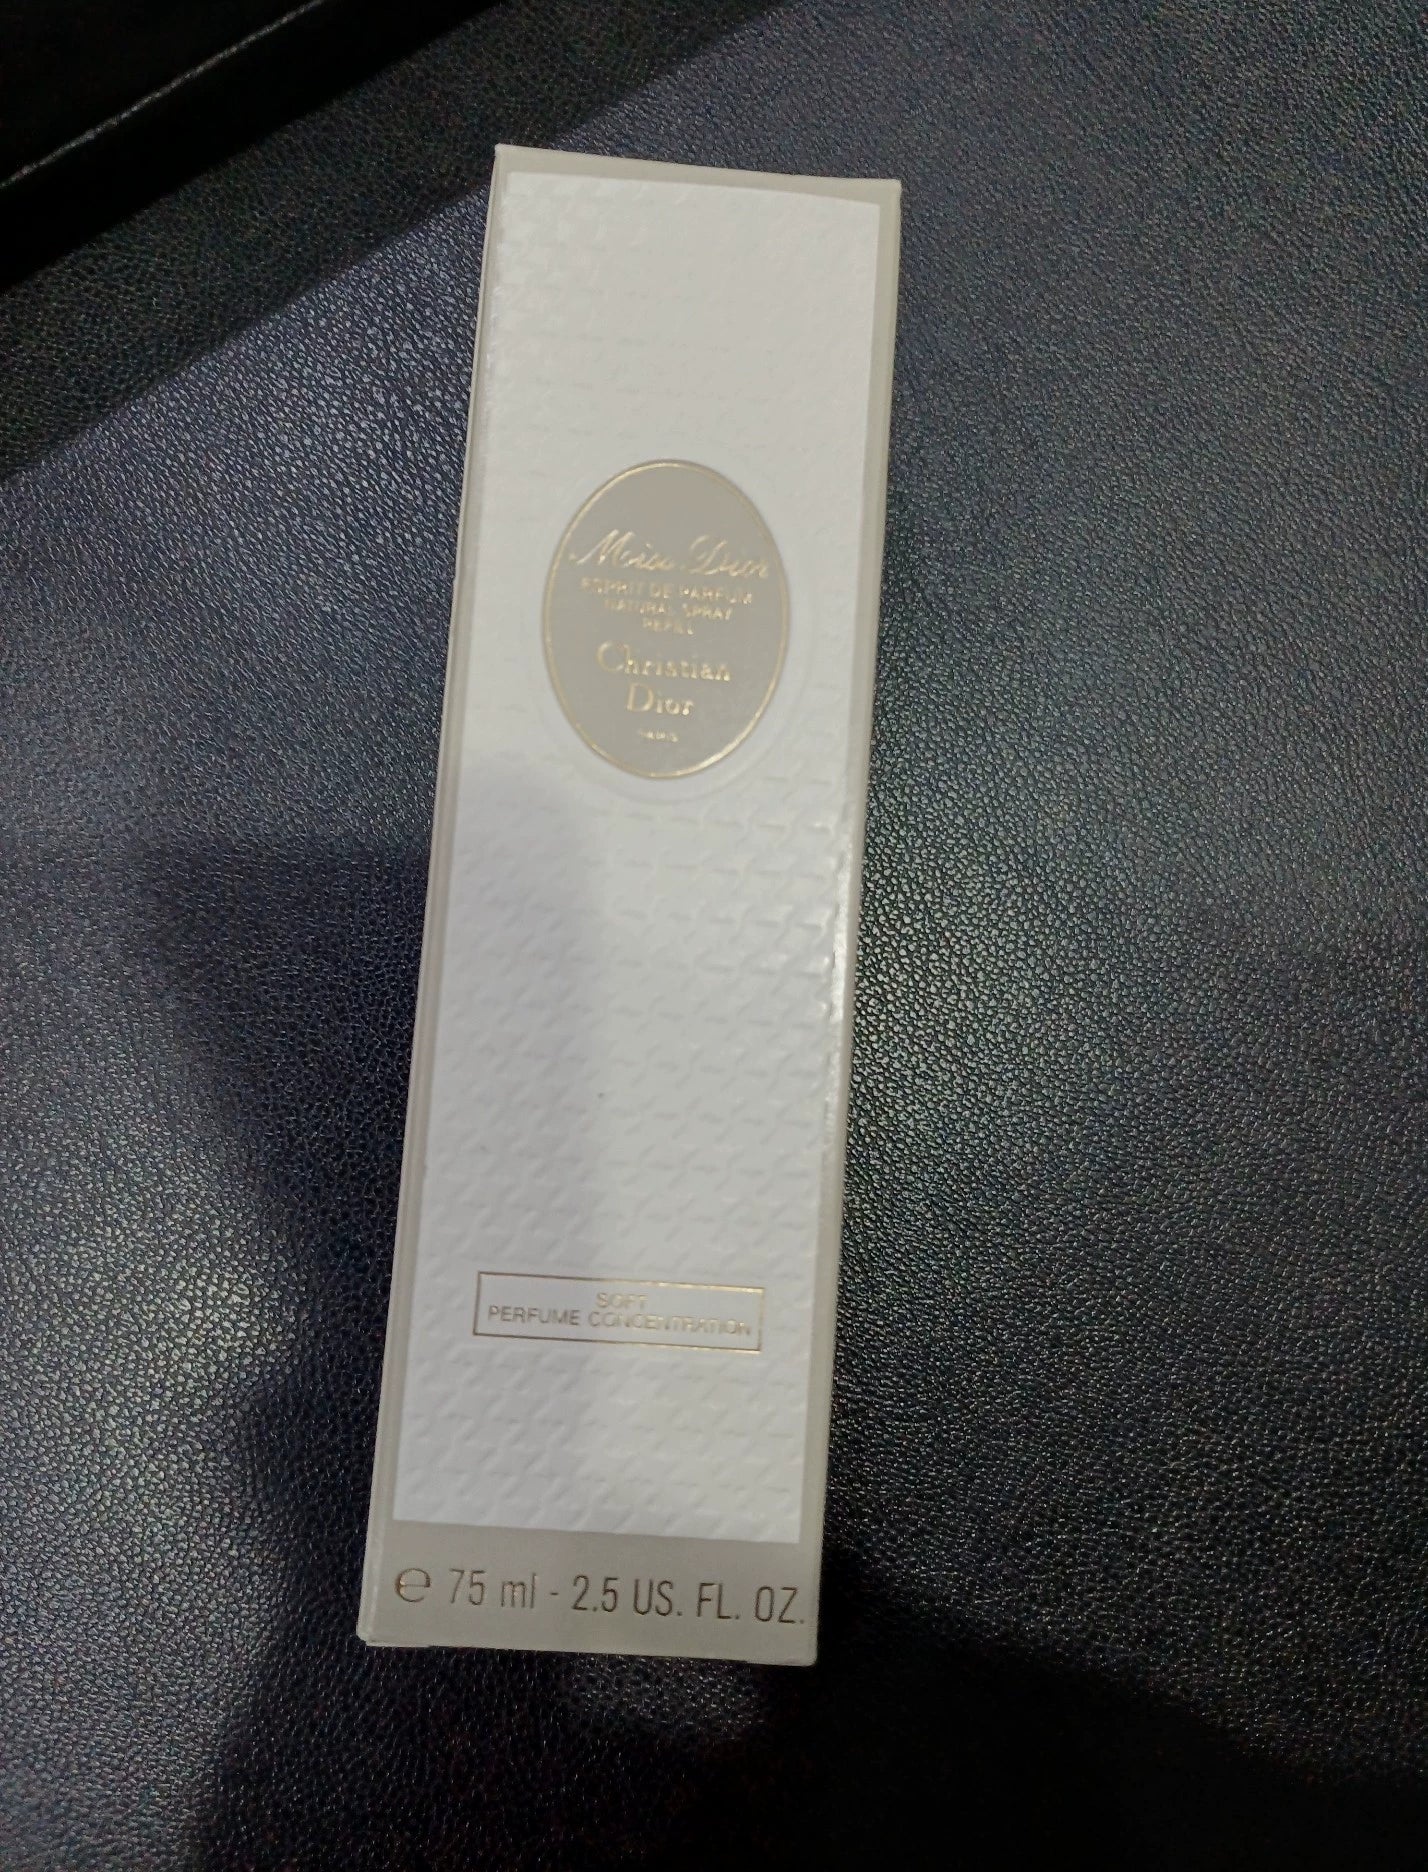 Miss Dior
ESPRIT DE PARFUM
NATURAL SPRAY
REFILL
Christian
Dior
PARIS
SOFT
PERFUME CONCENTRATION
℮ 75 ml - 2.5 US. FL. OZ.